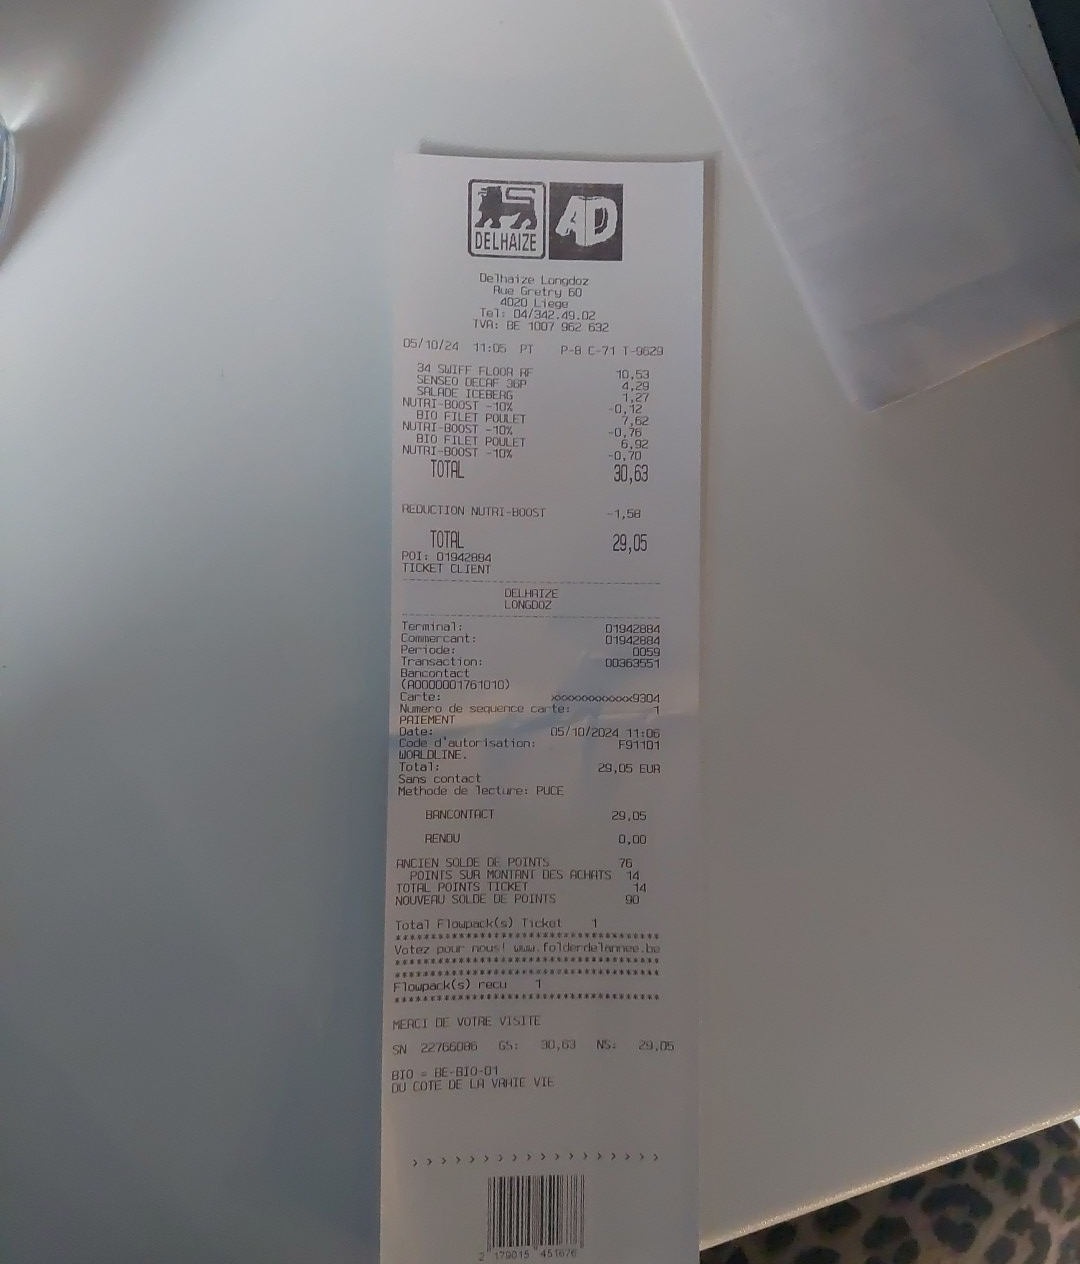 DELHAIZE AD
Delhaize Longdoz
Rue Gretry 60
4020 Liege
Tel: 04/342.49.02
TVA: BE 1007 962 632
05/10/24 11:05 PT P-8 C-71 T-9629
34 SWIFF FLOOR RF 10,53
SENSEO DECAF 36P 4,29
SALADE ICEBERG 1,27
NUTRI-BOOST -10% -0,12
BIO FILET POULET 7,62
NUTRI-BOOST -10% -0,76
BIO FILET POULET 6,92
NUTRI-BOOST -10% -0,70
TOTAL 30,63
REDUCTION NUTRI-BOOST -1,58
TOTAL 29,05
POI: 01942884
TICKET CLIENT
DELHAIZE
LONGDOZ
Terminal: 01942884
Commercant: 01942884
Periode: 0059
Transaction: 00363551
Bancontact
(A0000001761010)
Carte: xxxxxxxxxxxxx9304
Numero de sequence carte: 1
PAIEMENT
Date: 05/10/2024 11:06
Code d'autorisation: F91101
WORLDLINE.
Total: 29,05 EUR
Sans contact
Methode de lecture: PUCE
BANCONTACT 29,05
RENDU 0,00
ANCIEN SOLDE DE POINTS 76
POINTS SUR MONTANT DES ACHATS 14
TOTAL POINTS TICKET 14
NOUVEAU SOLDE DE POINTS 90
Total Flowpack(s) Ticket 1
**************************************
Votez pour nous! www.folderdelannee.be
**************************************
**************************************
Flowpack(s) recu 1
**************************************
MERCI DE VOTRE VISITE
SN 22766086 GS: 30,63 NS: 29,05
BIO = BE-BIO-01
DU COTE DE LA VRAIE VIE
> > > > > > > > > > > > > > > > > >
2 179015 451676